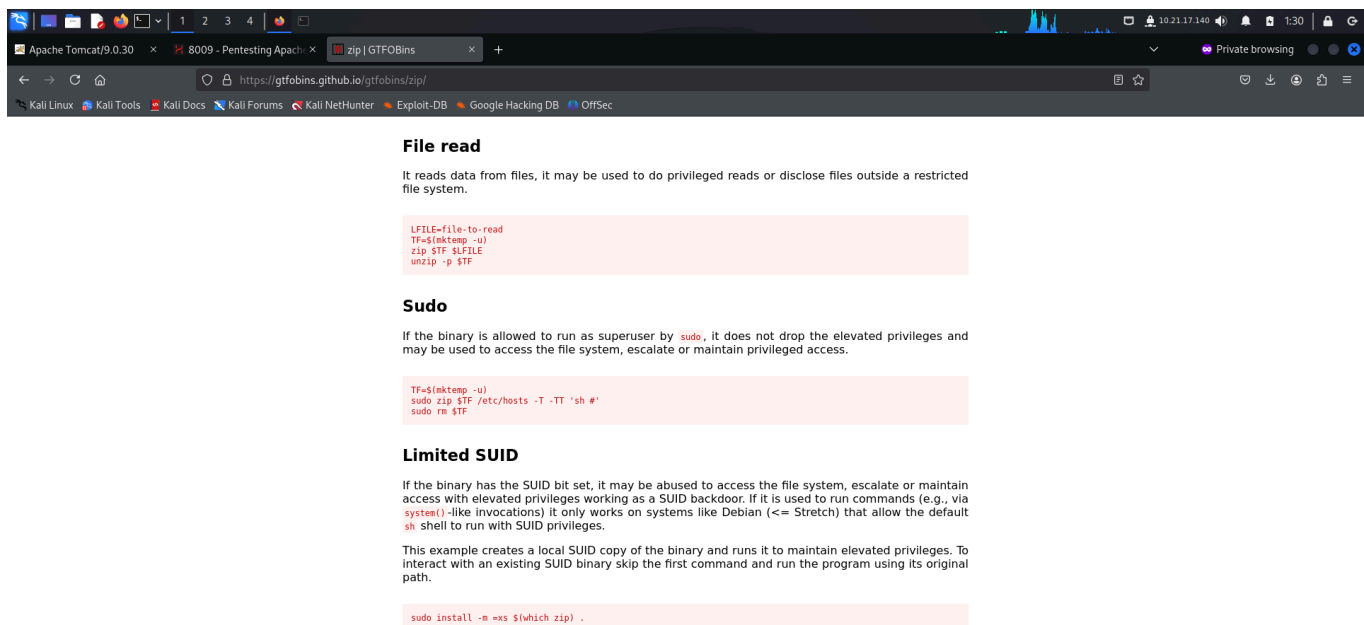 1 2 3 4
10.21.17.140
1:30
Apache Tomcat/9.0.30
8009 - Pentesting Apache
zip | GTFOBins
Private browsing
https://gtfobins.github.io/gtfobins/zip/
Kali Linux
Kali Tools
Kali Docs
Kali Forums
Kali NetHunter
Exploit-DB
Google Hacking DB
OffSec
File read
It reads data from files, it may be used to do privileged reads or disclose files outside a restricted
file system.
LFILE=file-to-read
TF=$(mktemp -u)
zip $TF $LFILE
unzip -p $TF
Sudo
If the binary is allowed to run as superuser by sudo, it does not drop the elevated privileges and
may be used to access the file system, escalate or maintain privileged access.
TF=$(mktemp -u)
sudo zip $TF /etc/hosts -T -TT 'sh #'
sudo rm $TF
Limited SUID
If the binary has the SUID bit set, it may be abused to access the file system, escalate or maintain
access with elevated privileges working as a SUID backdoor. If it is used to run commands (e.g., via
system()-like invocations) it only works on systems like Debian (<= Stretch) that allow the default
sh shell to run with SUID privileges.
This example creates a local SUID copy of the binary and runs it to maintain elevated privileges. To
interact with an existing SUID binary skip the first command and run the program using its original
path.
sudo install -m =xs $(which zip) .